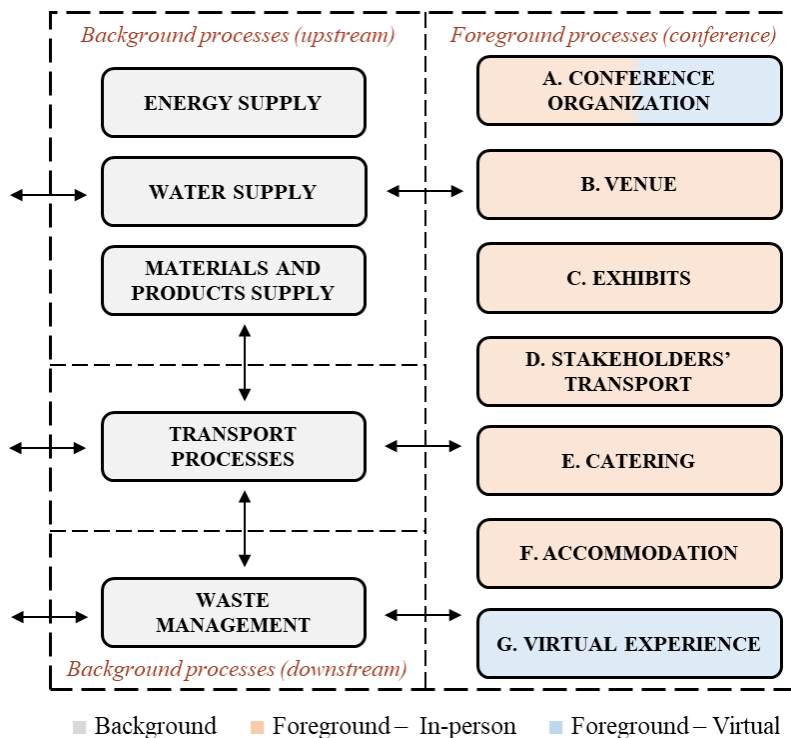 Background processes (upstream)
ENERGY SUPPLY
WATER SUPPLY
MATERIALS AND
PRODUCTS SUPPLY
TRANSPORT
PROCESSES
WASTE
MANAGEMENT
Background processes (downstream)
Foreground processes (conference)
A. CONFERENCE
ORGANIZATION
B. VENUE
C. EXHIBITS
D. STAKEHOLDERS’
TRANSPORT
E. CATERING
F. ACCOMMODATION
G. VIRTUAL EXPERIENCE
Background
Foreground – In-person
Foreground – Virtual